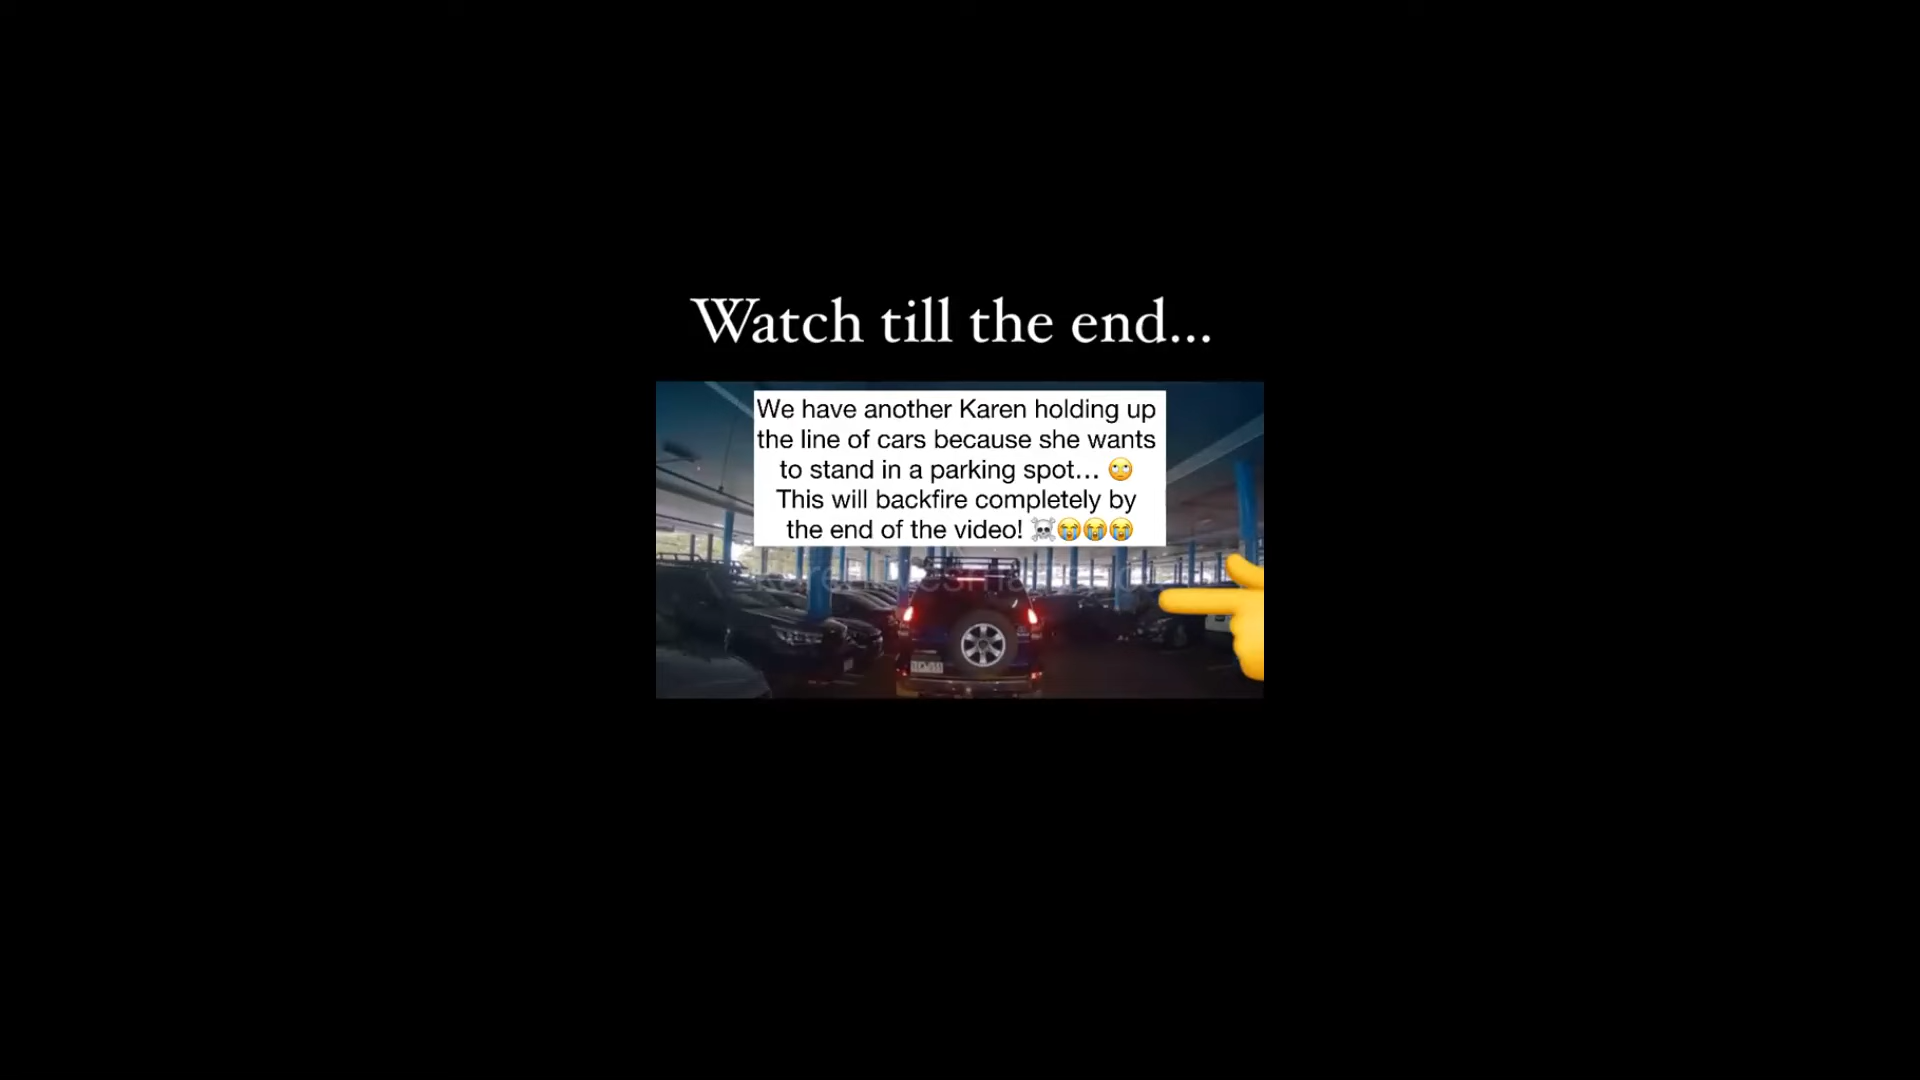 Watch till the end...
We have another Karen holding up
the line of cars because she wants
to stand in a parking spot... 🙄
This will backfire completely by
the end of the video! ☠️😭😭😭